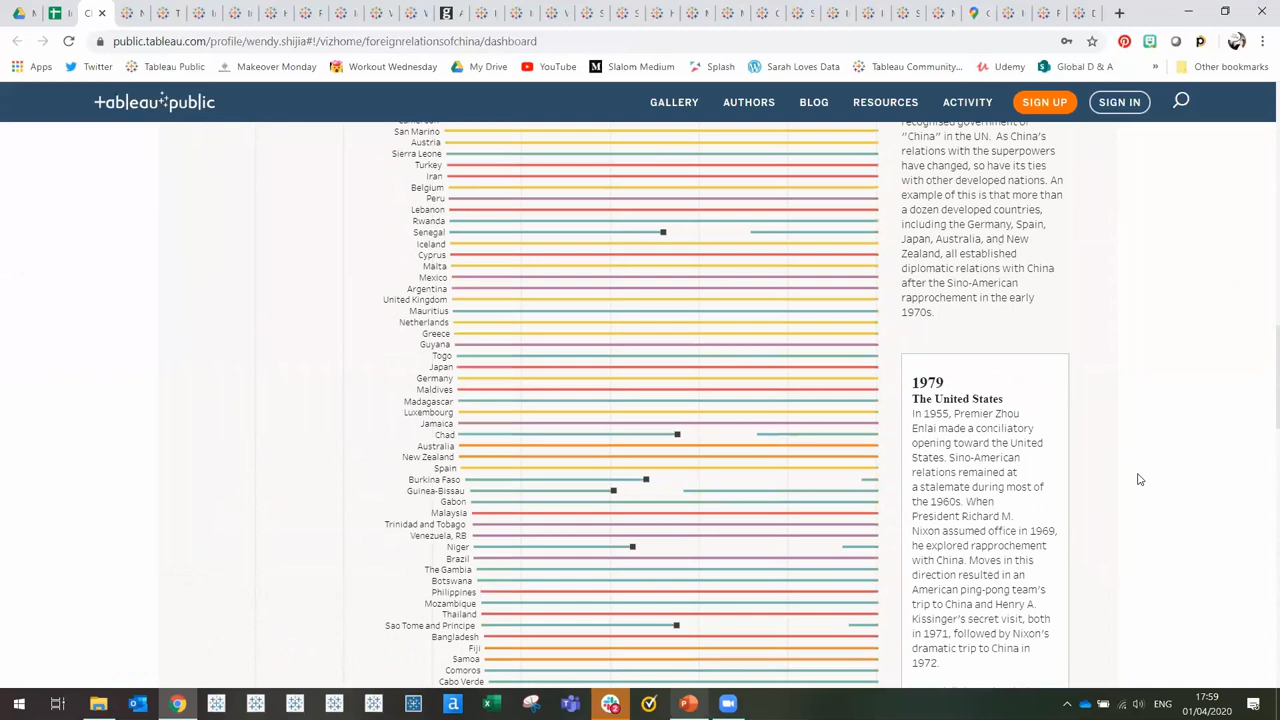 public.tableau.com/profile/wendy.shijia#!/vizhome/foreignrelationsofchina/dashboard
Apps Twitter Tableau Public Makeover Monday Workout Wednesday My Drive YouTube Slalom Medium Splash Sarah Loves Data Tableau Community... Udemy Global D & A » Other bookmarks
+ableau+public GALLERY AUTHORS BLOG RESOURCES ACTIVITY SIGN UP SIGN IN
San Marino
Austria
Sierra Leone
Turkey
Iran
Belgium
Peru
Lebanon
Rwanda
Senegal
Iceland
Cyprus
Malta
Mexico
Argentina
United Kingdom
Mauritius
Netherlands
Greece
Guyana
Togo
Japan
Germany
Maldives
Madagascar
Luxembourg
Jamaica
Chad
Australia
New Zealand
Spain
Burkina Faso
Guinea-Bissau
Gabon
Malaysia
Trinidad and Tobago
Venezuela, RB
Niger
Brazil
The Gambia
Botswana
Philippines
Mozambique
Thailand
Sao Tome and Principe
Bangladesh
Fiji
Samoa
Comoros
Cabo Verde
recognised government of
"China" in the UN. As China's
relations with the superpowers
have changed, so have its ties
with other developed nations. An
example of this is that more than
a dozen developed countries,
including the Germany, Spain,
Japan, Australia, and New
Zealand, all established
diplomatic relations with China
after the Sino-American
rapprochement in the early
1970s.
1979
The United States
In 1955, Premier Zhou
Enlai made a conciliatory
opening toward the United
States. Sino-American
relations remained at
a stalemate during most of
the 1960s. When
President Richard M.
Nixon assumed office in 1969,
he explored rapprochement
with China. Moves in this
direction resulted in an
American ping-pong team's
trip to China and Henry A.
Kissinger's secret visit, both
in 1971, followed by Nixon's
dramatic trip to China in
1972.
ENG
17:59
01/04/2020